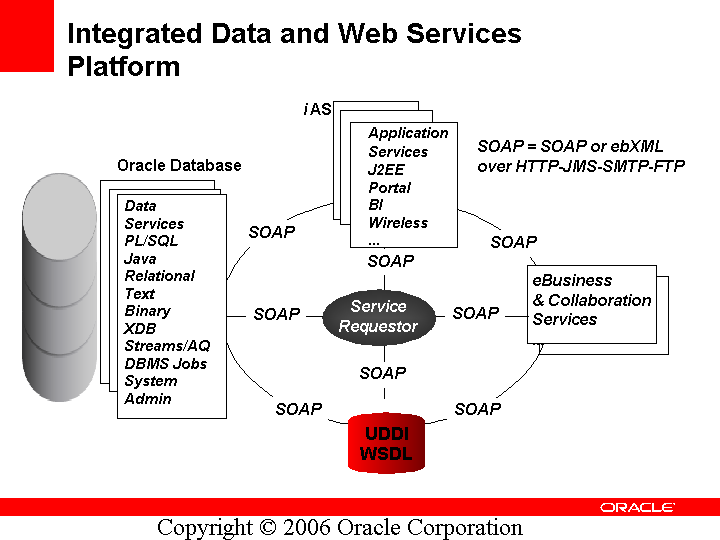 Integrated Data and Web Services
Platform
iAS
Oracle Database
Application
Services
J2EE
Portal
BI
Wireless
...
SOAP = SOAP or ebXML
over HTTP-JMS-SMTP-FTP
Data
Services
PL/SQL
Java
Relational
Text
Binary
XDB
Streams/AQ
DBMS Jobs
System
Admin
SOAP
SOAP
SOAP
eBusiness
& Collaboration
Services
SOAP
Service
Requestor
SOAP
SOAP
SOAP
SOAP
UDDI
WSDL
ORACLE
Copyright © 2006 Oracle Corporation